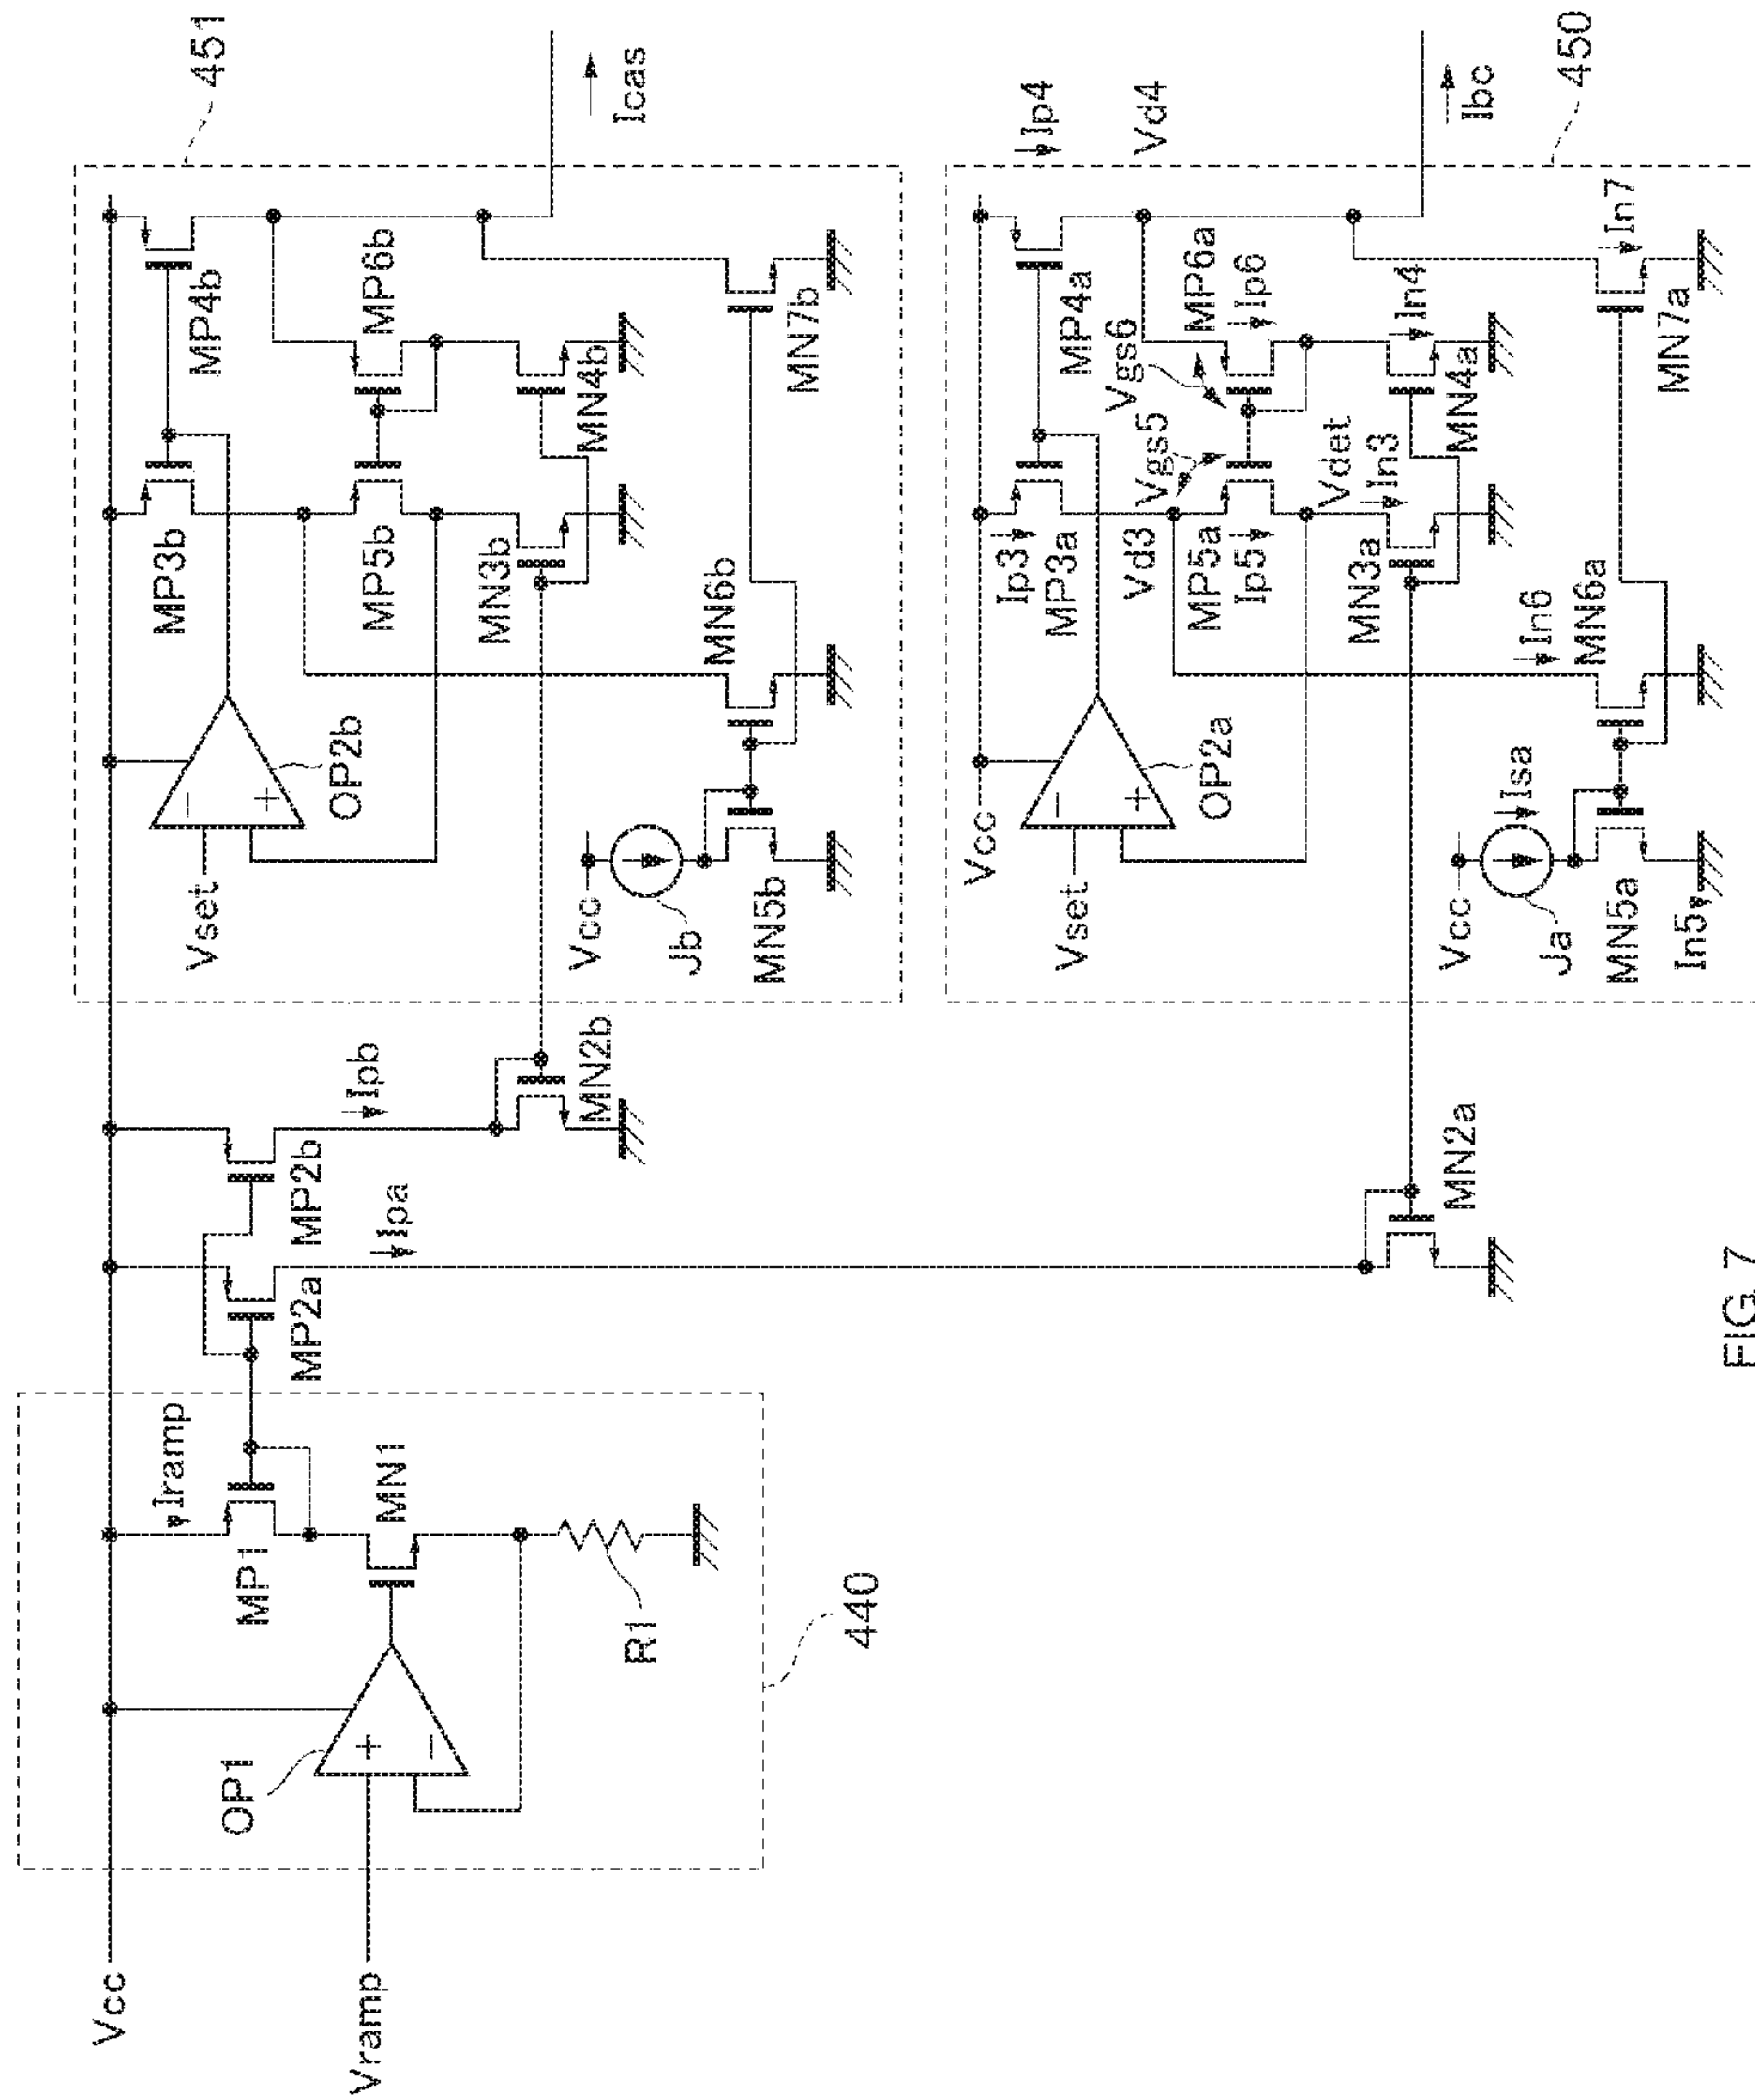 Vcc
Vramp
OP1
+
−
MP1
Iramp
MN1
R1
440
MP2a
Ipa
MP2b
Ipb
MN2b
MN2a
451
Vset
−
+
OP2b
MP3b
MP4b
MP5b
MP6b
MN3b
MN4b
MN6b
MN7b
Vcc
Jb
MN5b
Icas
450
Vcc
Vset
−
+
OP2a
Ip3
MP3a
MP4a
Ip4
Vd3
Vd4
Vgs5
Vgs6
MP5a
Ip5
MP6a
Ip6
Vdet
In3
MN3a
In4
MN4a
In6
MN6a
In7
MN7a
Vcc
Isa
Ja
MN5a
In5
Ibc
FIG. 7